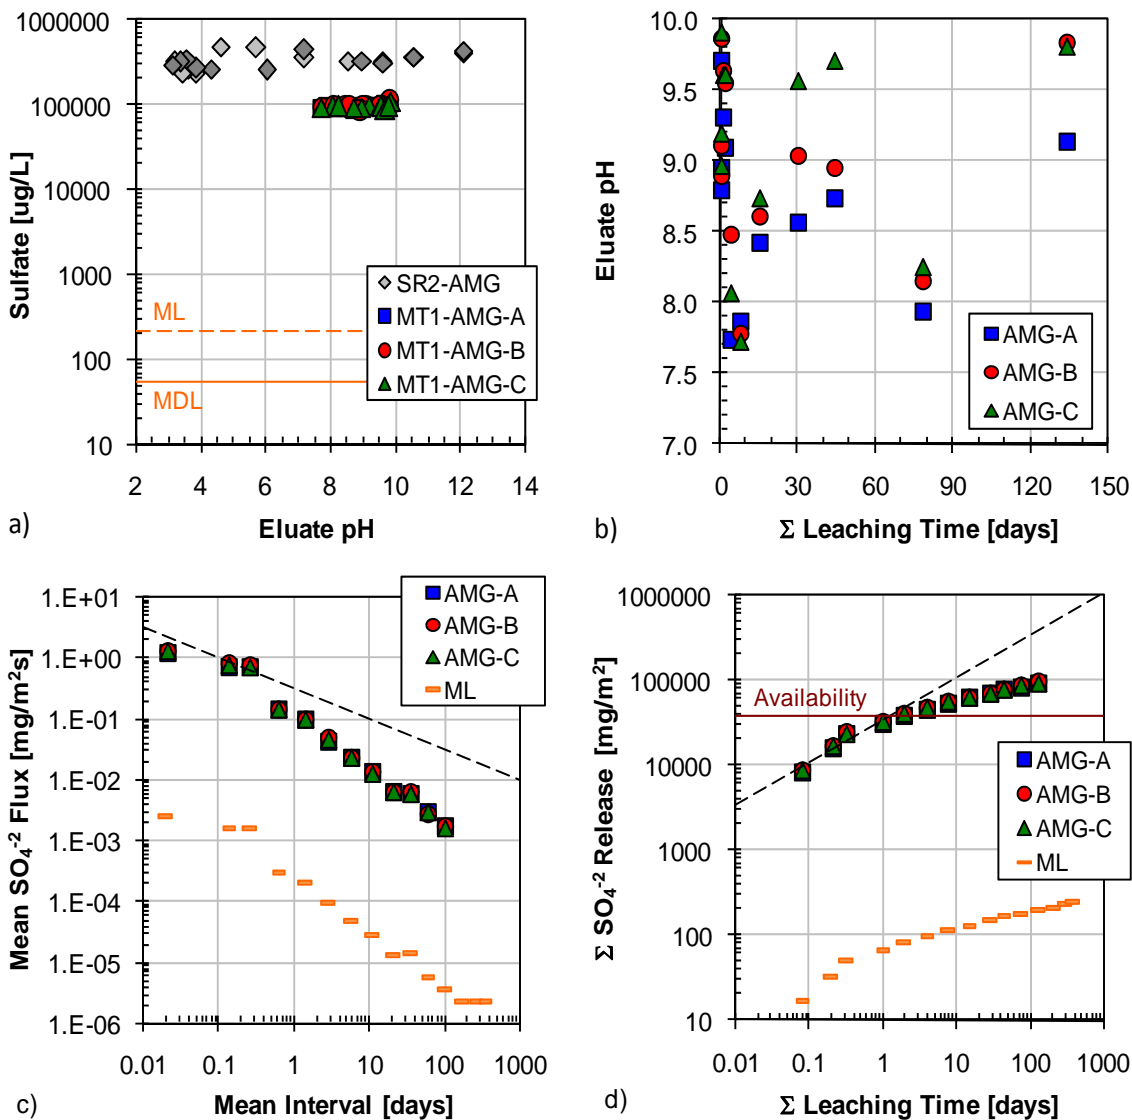 1000000
100000
10000
1000
100
10
Sulfate [ug/L]
ML
MDL
SR2-AMG
MT1-AMG-A
MT1-AMG-B
MT1-AMG-C
2 4 6 8 10 12 14
Eluate pH
a)
10.0
9.5
9.0
8.5
8.0
7.5
7.0
Eluate pH
AMG-A
AMG-B
AMG-C
0 30 60 90 120 150
Σ Leaching Time [days]
b)
1.E+01
1.E+00
1.E-01
1.E-02
1.E-03
1.E-04
1.E-05
1.E-06
Mean SO₄⁻² Flux [mg/m²s]
AMG-A
AMG-B
AMG-C
ML
0.01 0.1 1 10 100 1000
Mean Interval [days]
c)
1000000
100000
10000
1000
100
10
Σ SO₄⁻² Release [mg/m²]
Availability
AMG-A
AMG-B
AMG-C
ML
0.01 0.1 1 10 100 1000
Σ Leaching Time [days]
d)